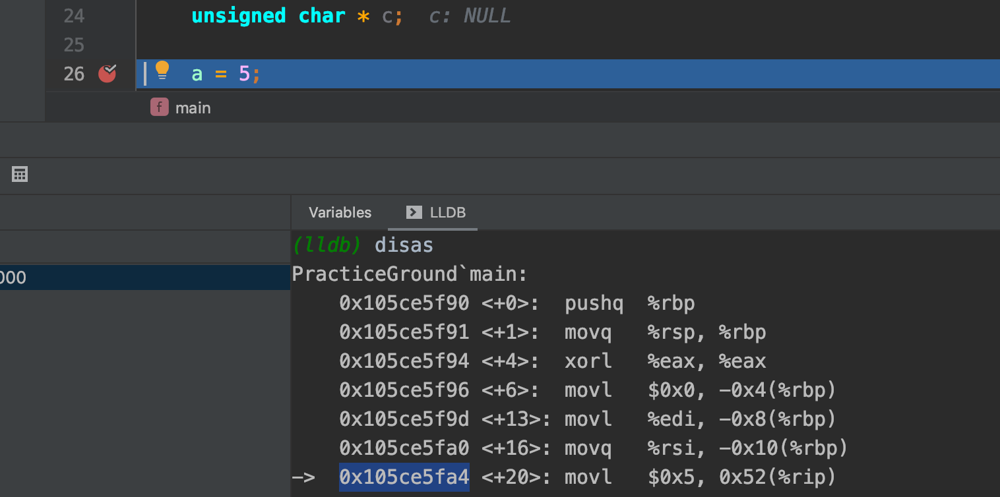 24 unsigned char * c; c: NULL
25
26 a = 5;
f main
Variables LLDB
(lldb) disas
000
PracticeGround`main:
0x105ce5f90 <+0>: pushq %rbp
0x105ce5f91 <+1>: movq %rsp, %rbp
0x105ce5f94 <+4>: xorl %eax, %eax
0x105ce5f96 <+6>: movl $0x0, -0x4(%rbp)
0x105ce5f9d <+13>: movl %edi, -0x8(%rbp)
0x105ce5fa0 <+16>: movq %rsi, -0x10(%rbp)
-> 0x105ce5fa4 <+20>: movl $0x5, 0x52(%rip)